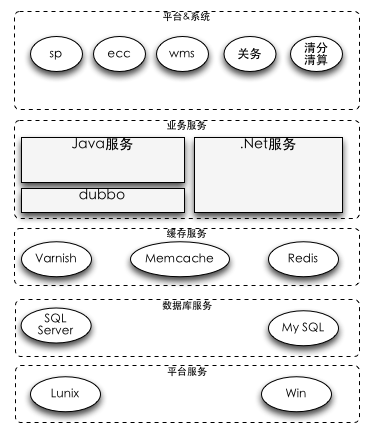 平台&系统
sp
ecc
wms
关务
清分
清算
业务服务
Java服务
.Net服务
dubbo
缓存服务
Varnish
Memcache
Redis
数据库服务
SQL
Server
My SQL
平台服务
Lunix
Win